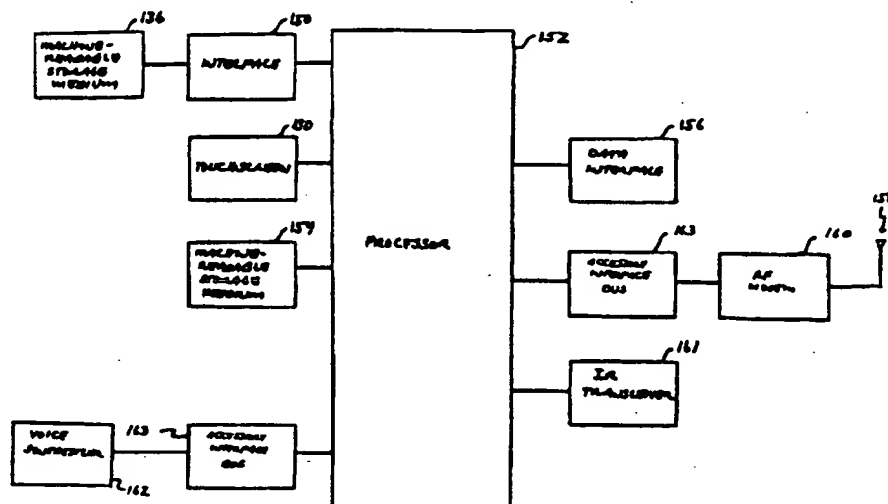 136
150
152
MACHINE-
READABLE
STORAGE
MEDIUM
INTERFACE
130
TOUCHSCREEN
156
DATA
INTERFACE
154
MACHINE-
READABLE
STORAGE
MEDIUM
PROCESSOR
163
ACCESSORY
INTERFACE
BUS
160
RF
MODEM
161
IR
TRANSCEIVER
VOICE
SYNTHESIZER
162
163
ACCESSORY
INTERFACE
BUS